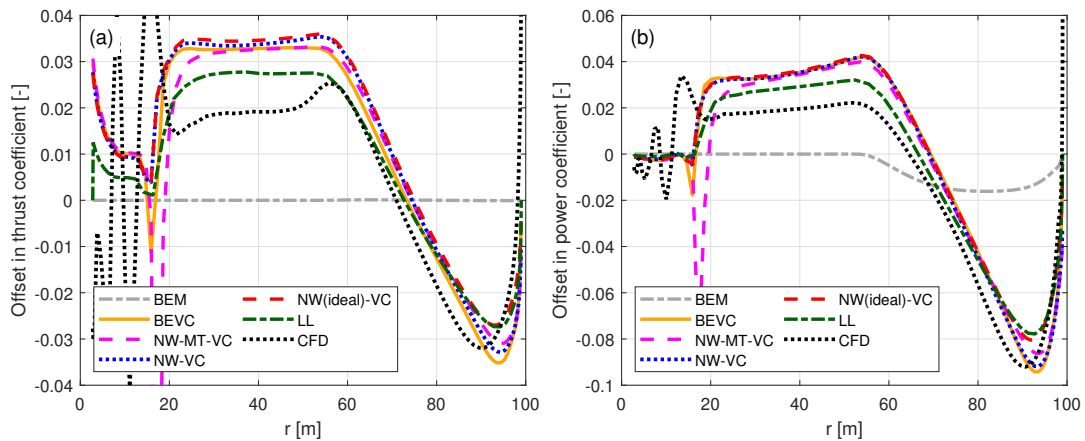 (a)
Offset in thrust coefficient [-]
0.04
0.03
0.02
0.01
0
-0.01
-0.02
-0.03
-0.04
BEM
BEVC
NW-MT-VC
NW-VC
NW(ideal)-VC
LL
CFD
0 20 40 60 80 100
r [m]
(b)
Offset in power coefficient [-]
0.06
0.04
0.02
0
-0.02
-0.04
-0.06
-0.08
-0.1
BEM
BEVC
NW-MT-VC
NW-VC
NW(ideal)-VC
LL
CFD
0 20 40 60 80 100
r [m]